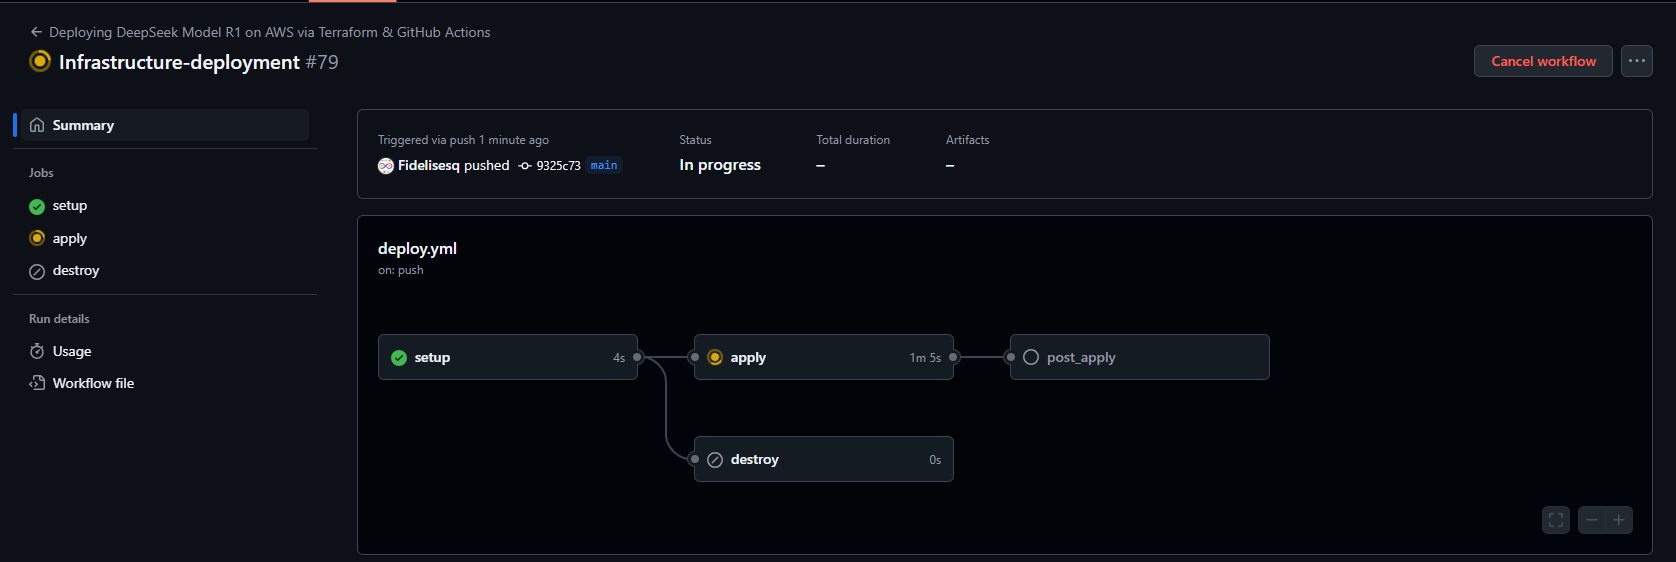 ← Deploying DeepSeek Model R1 on AWS via Terraform & GitHub Actions
Infrastructure-deployment #79
Cancel workflow
Summary
Jobs
setup
apply
destroy
Run details
Usage
Workflow file
Triggered via push 1 minute ago
Fidelisesq pushed 9325c73 main
Status
In progress
Total duration
–
Artifacts
–
deploy.yml
on: push
setup 4s
apply 1m 5s
post_apply
destroy 0s